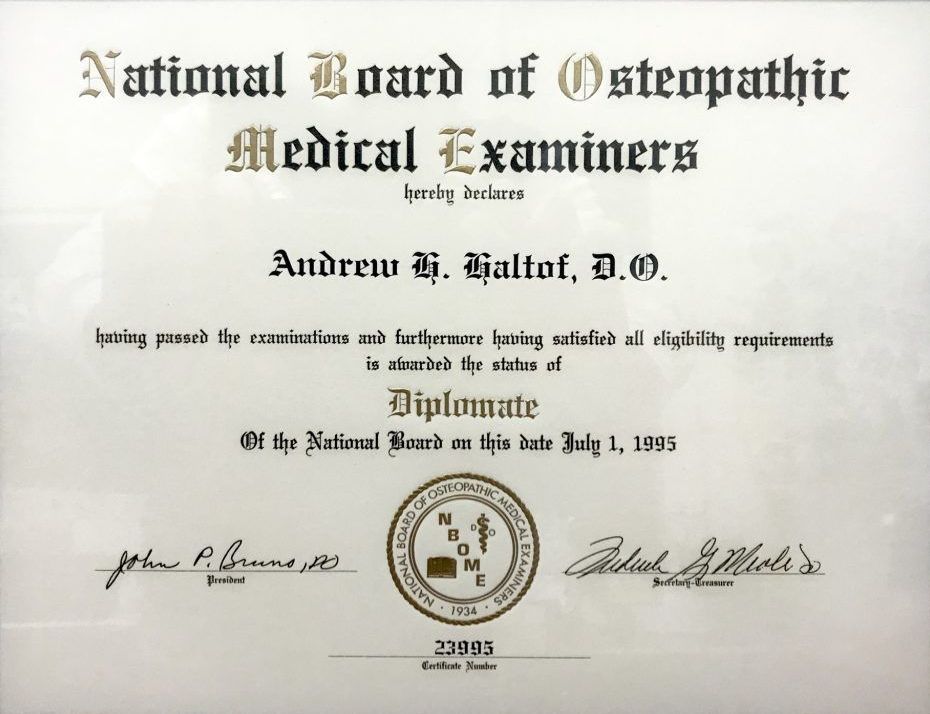 National Board of Osteopathic
Medical Examiners
hereby declares
Andrew H. Haltof, D.O.
having passed the examinations and furthermore having satisfied all eligibility requirements
is awarded the status of
Diplomate
Of the National Board on this date July 1, 1995
NATIONAL BOARD OF OSTEOPATHIC MEDICAL EXAMINERS
· 1934 ·
NBOME
D O
John P. Bruno, DO
President
Secretary-Treasurer
23995
Certificate Number